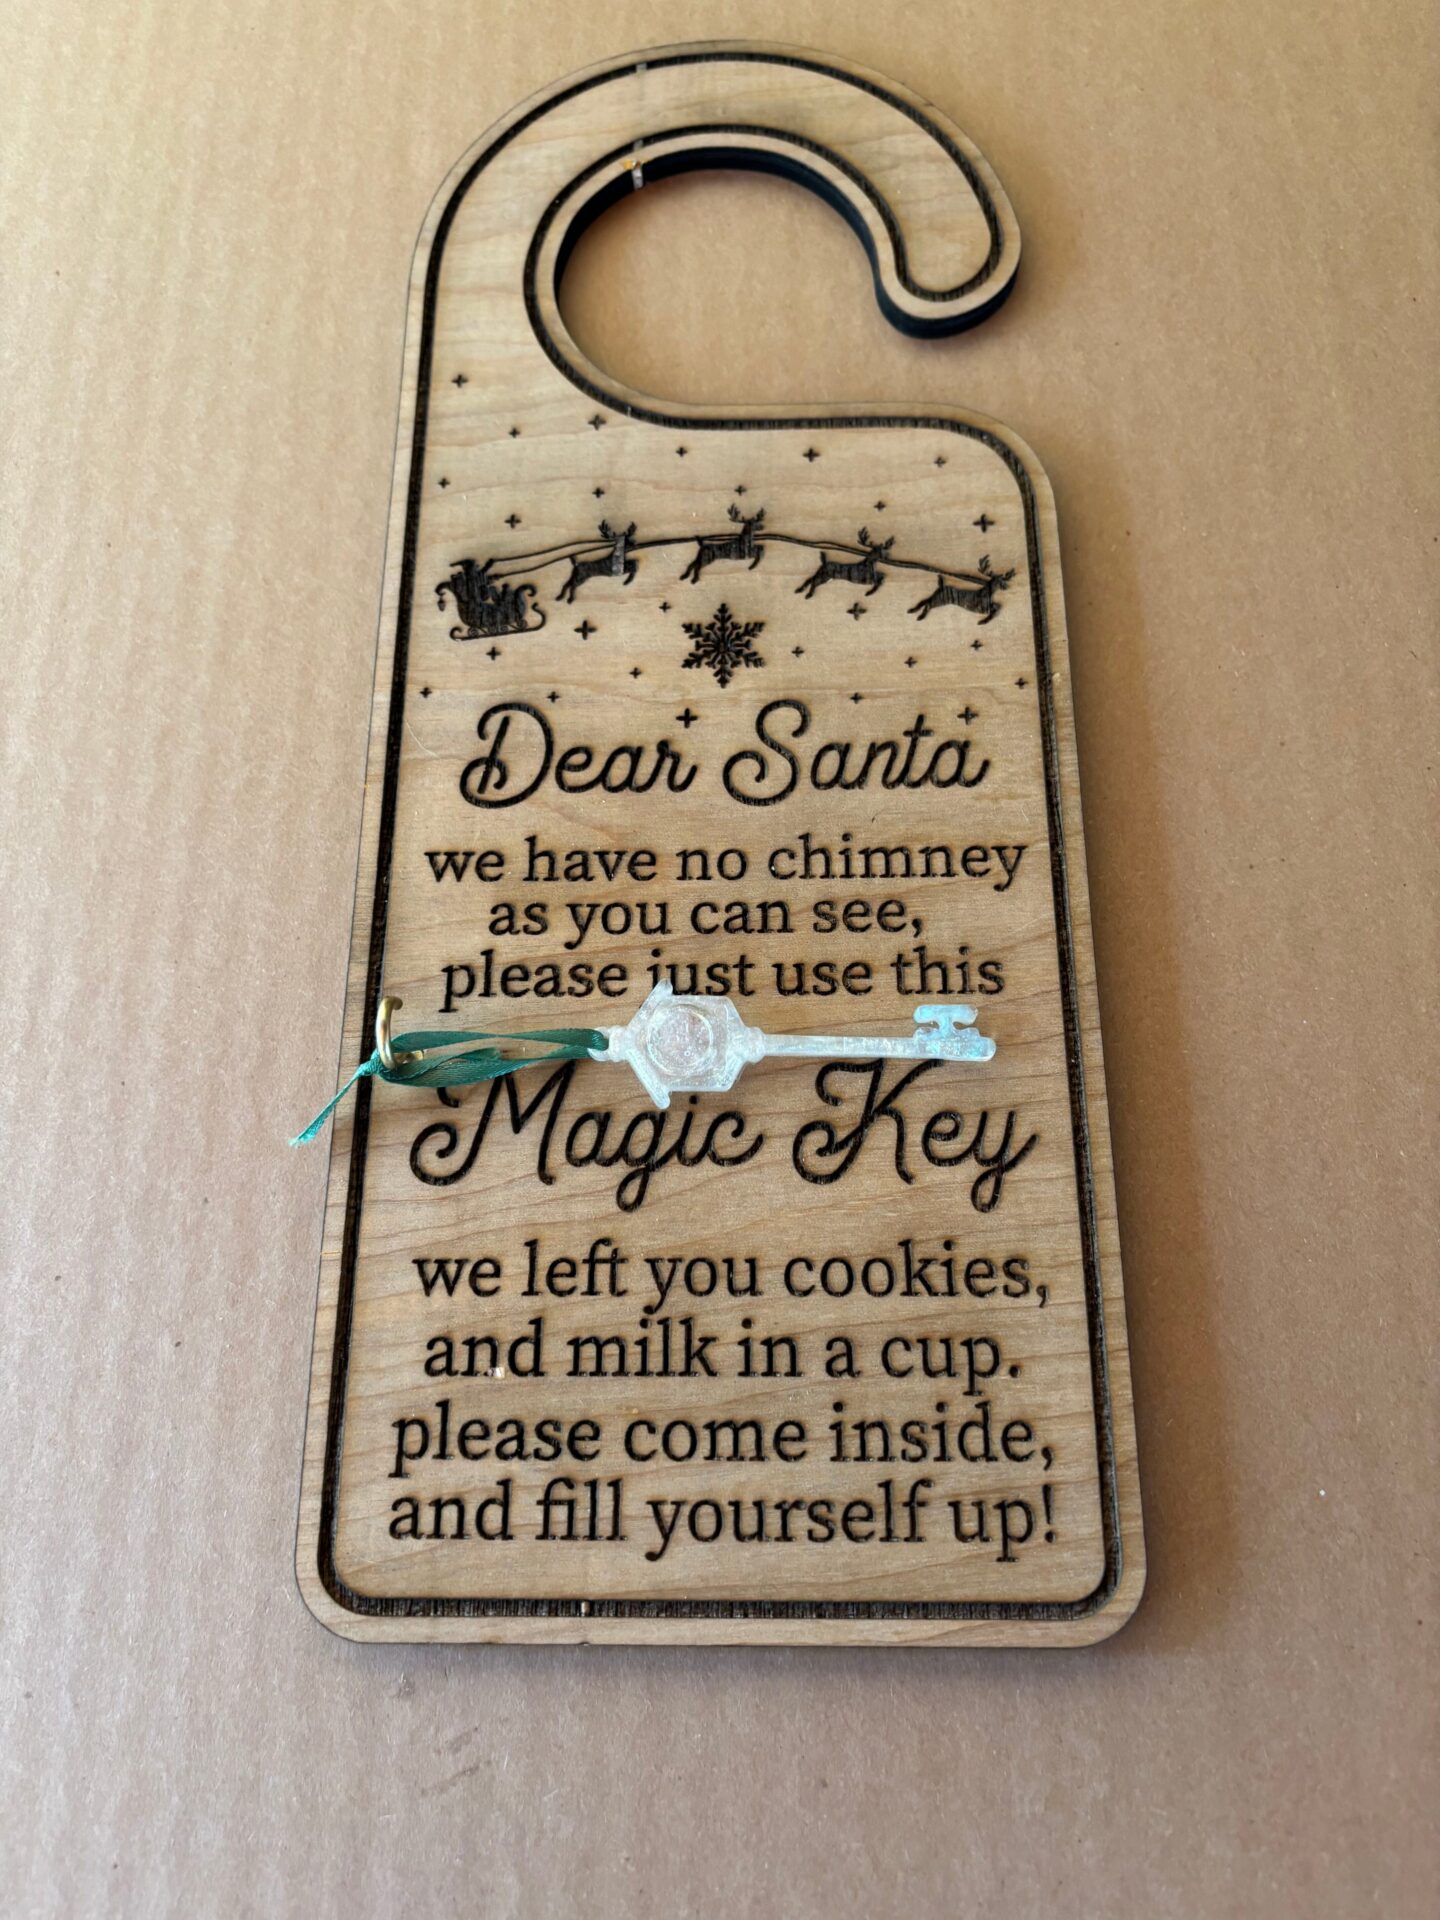 Dear Santa
we have no chimney
as you can see,
please just use this
Magic Key
we left you cookies,
and milk in a cup.
please come inside,
and fill yourself up!